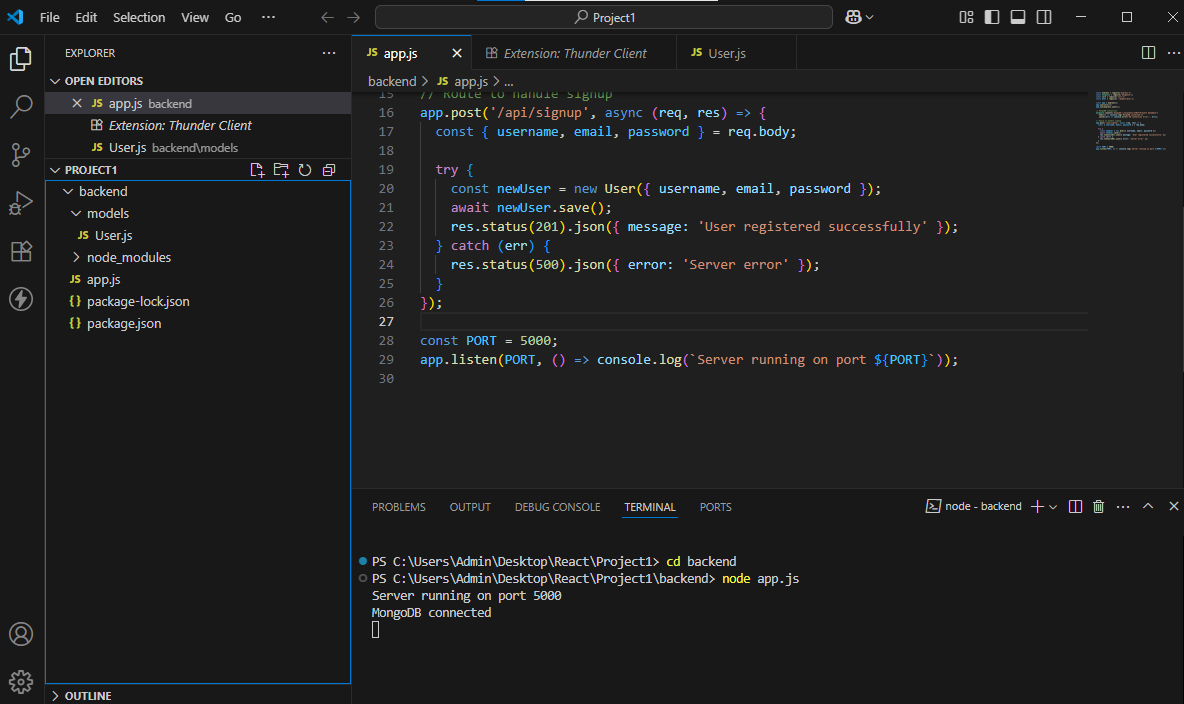 File Edit Selection View Go ··· Project1
EXPLORER ···
OPEN EDITORS
JS app.js backend
Extension: Thunder Client
JS User.js backend\models
PROJECT1
backend
models
JS User.js
node_modules
JS app.js
{} package-lock.json
{} package.json
OUTLINE
JS app.js Extension: Thunder Client JS User.js
backend > JS app.js > ...
15 // Route to handle signup
16 app.post('/api/signup', async (req, res) => {
17 const { username, email, password } = req.body;
18
19 try {
20 const newUser = new User({ username, email, password });
21 await newUser.save();
22 res.status(201).json({ message: 'User registered successfully' });
23 } catch (err) {
24 res.status(500).json({ error: 'Server error' });
25 }
26 });
27
28 const PORT = 5000;
29 app.listen(PORT, () => console.log(`Server running on port ${PORT}`));
30
PROBLEMS OUTPUT DEBUG CONSOLE TERMINAL PORTS node - backend
PS C:\Users\Admin\Desktop\React\Project1> cd backend
PS C:\Users\Admin\Desktop\React\Project1\backend> node app.js
Server running on port 5000
MongoDB connected